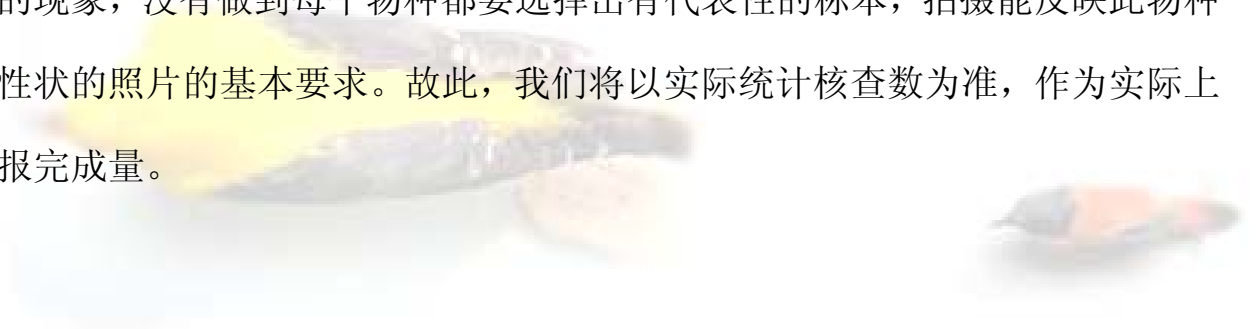 的现象，没有做到每个物种都要选择出有代表性的标本，拍摄能反映此物种
性状的照片的基本要求。故此，我们将以实际统计核查数为准，作为实际上
报完成量。